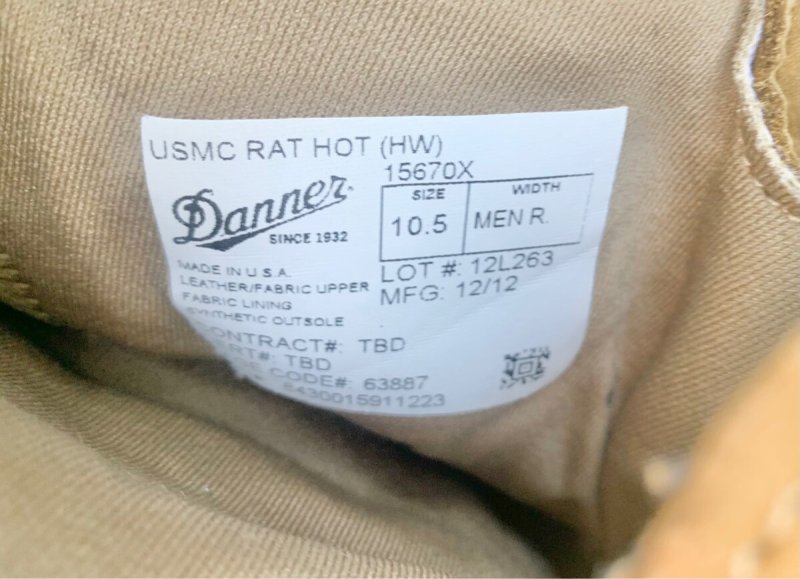 USMC RAT HOT (HW)
15670X
Danner
SINCE 1932
SIZE
WIDTH
10.5
MEN R.
MADE IN U S A.
LEATHER/FABRIC UPPER
FABRIC LINING
SYNTHETIC OUTSOLE
LOT #: 12L263
MFG: 12/12
CONTRACT#: TBD
TBD
CODE#: 63887
#430015911223